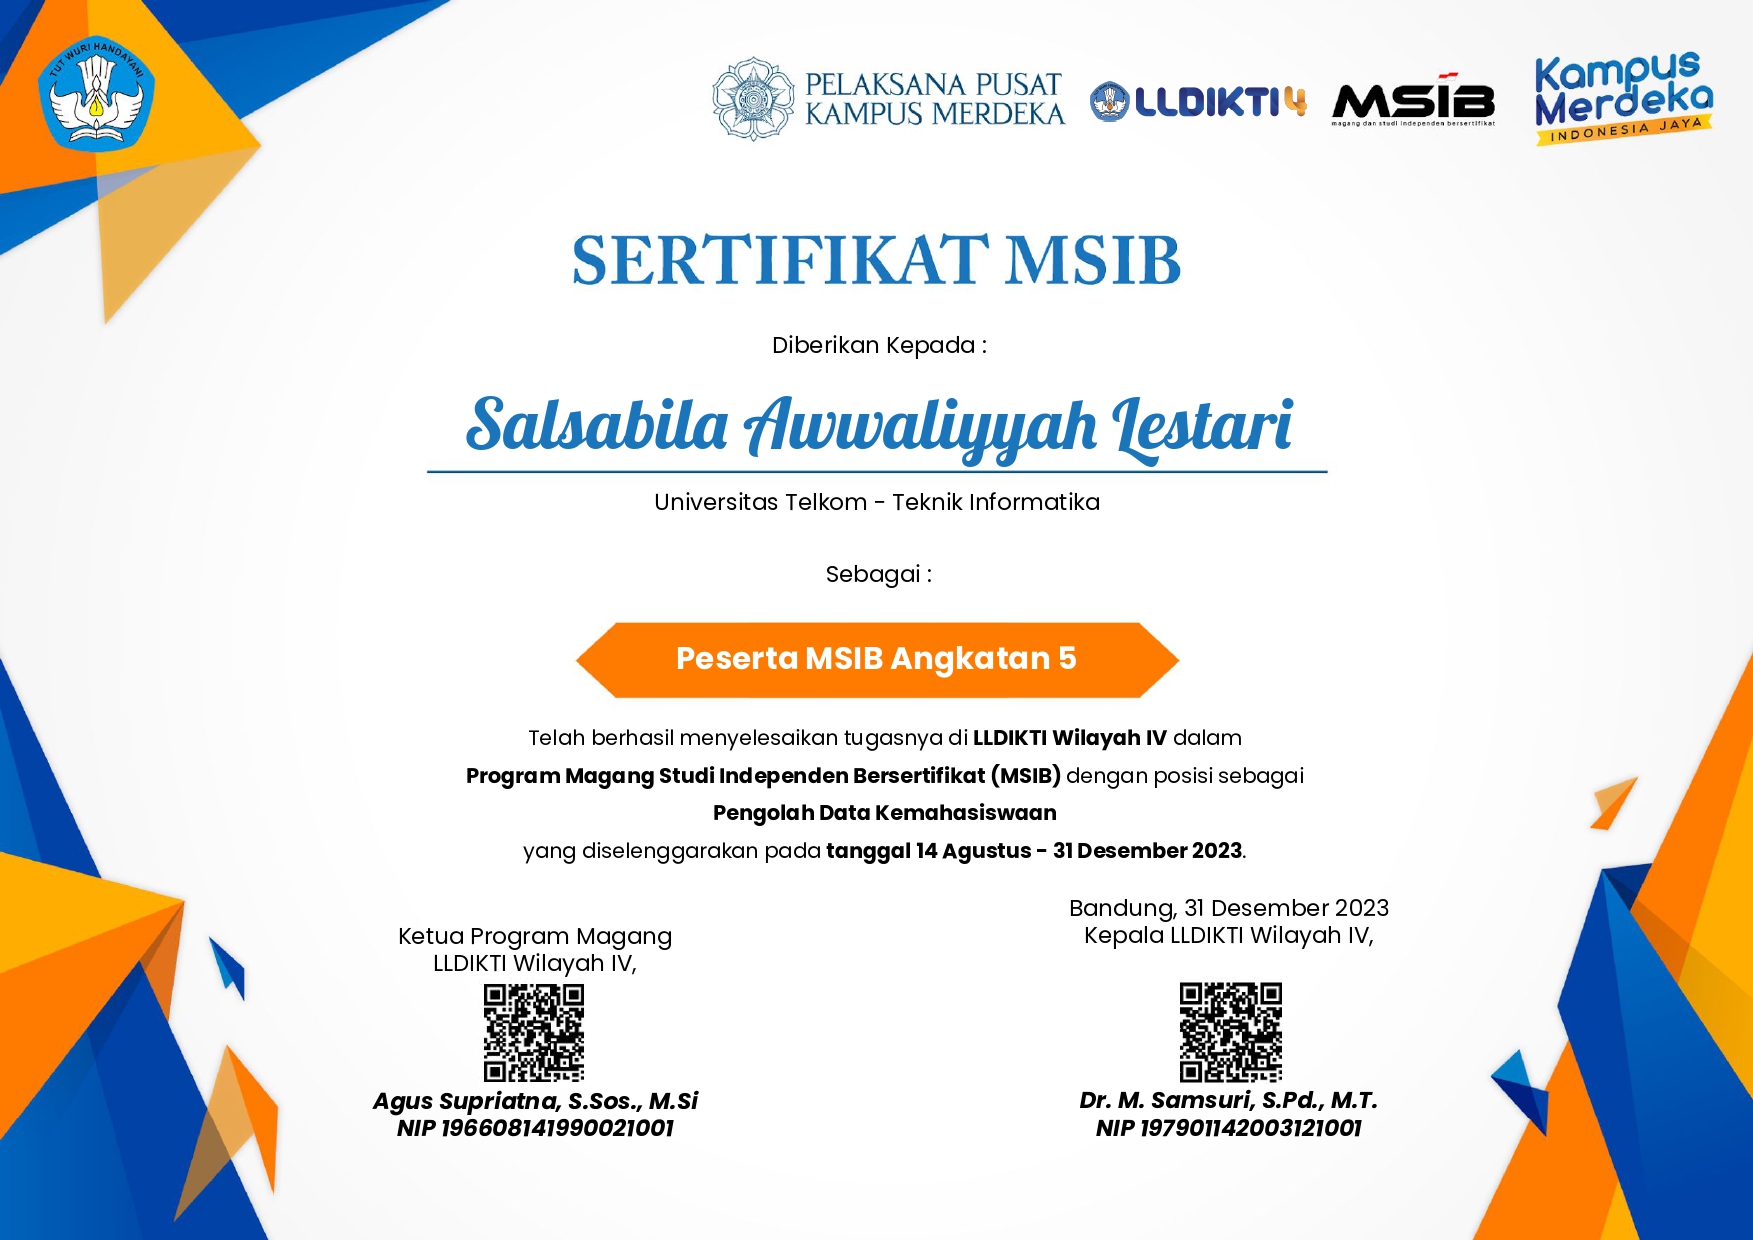 TUT WURI HANDAYANI
PELAKSANA PUSAT
KAMPUS MERDEKA
LLDIKTI 4
MSIB
magang dan studi independen bersertifikat
Kampus
Merdeka
INDONESIA JAYA
SERTIFIKAT MSIB
Diberikan Kepada :
Salsabila Awwaliyyah Lestari
Universitas Telkom - Teknik Informatika
Sebagai :
Peserta MSIB Angkatan 5
Telah berhasil menyelesaikan tugasnya di LLDIKTI Wilayah IV dalam
Program Magang Studi Independen Bersertifikat (MSIB) dengan posisi sebagai
Pengolah Data Kemahasiswaan
yang diselenggarakan pada tanggal 14 Agustus - 31 Desember 2023.
Ketua Program Magang
LLDIKTI Wilayah IV,
Agus Supriatna, S.Sos., M.Si
NIP 196608141990021001
Bandung, 31 Desember 2023
Kepala LLDIKTI Wilayah IV,
Dr. M. Samsuri, S.Pd., M.T.
NIP 197901142003121001